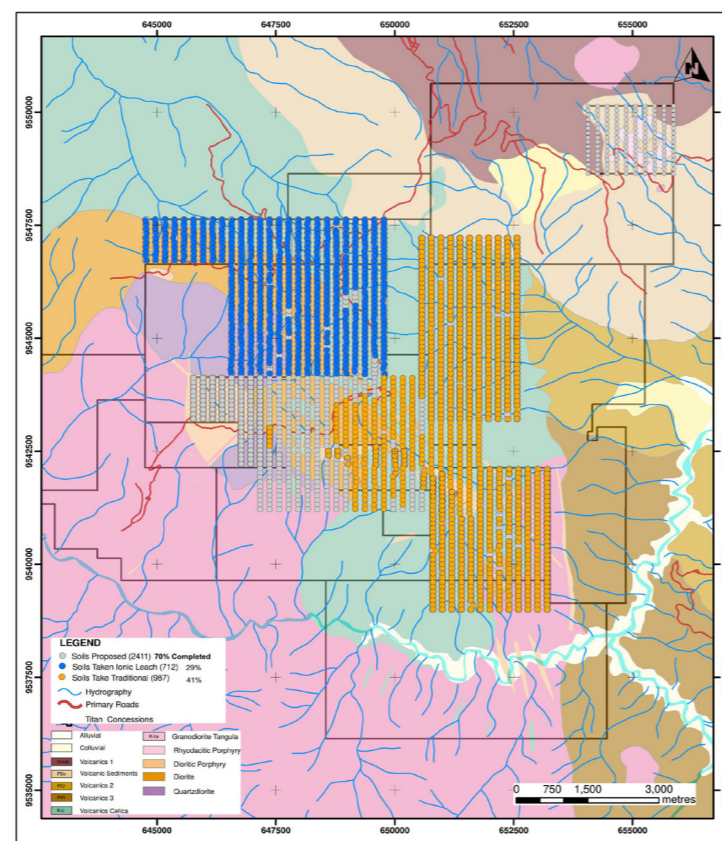 645000 647500 650000 652500 655000
N
9550000
9547500
9545000
9542500
9540000
9537500
9535000
LEGEND
Soils Proposed (2411) 70% Completed
Soils Taken Ionic Leach (712) 29%
Soils Take Traditional (987) 41%
Hydrography
Primary Roads
Titan Concessions
Alluvial
Colluvial
Volcanics 1
Volcanic Sediments
Volcanics 2
Volcanics 3
Volcanics Celica
Granodiorite Tangula
Rhyodacitic Porphyry
Dioritic Porphyry
Diorite
Quartzdiorite
0 750 1,500 3,000
metres
645000 647500 650000 652500 655000